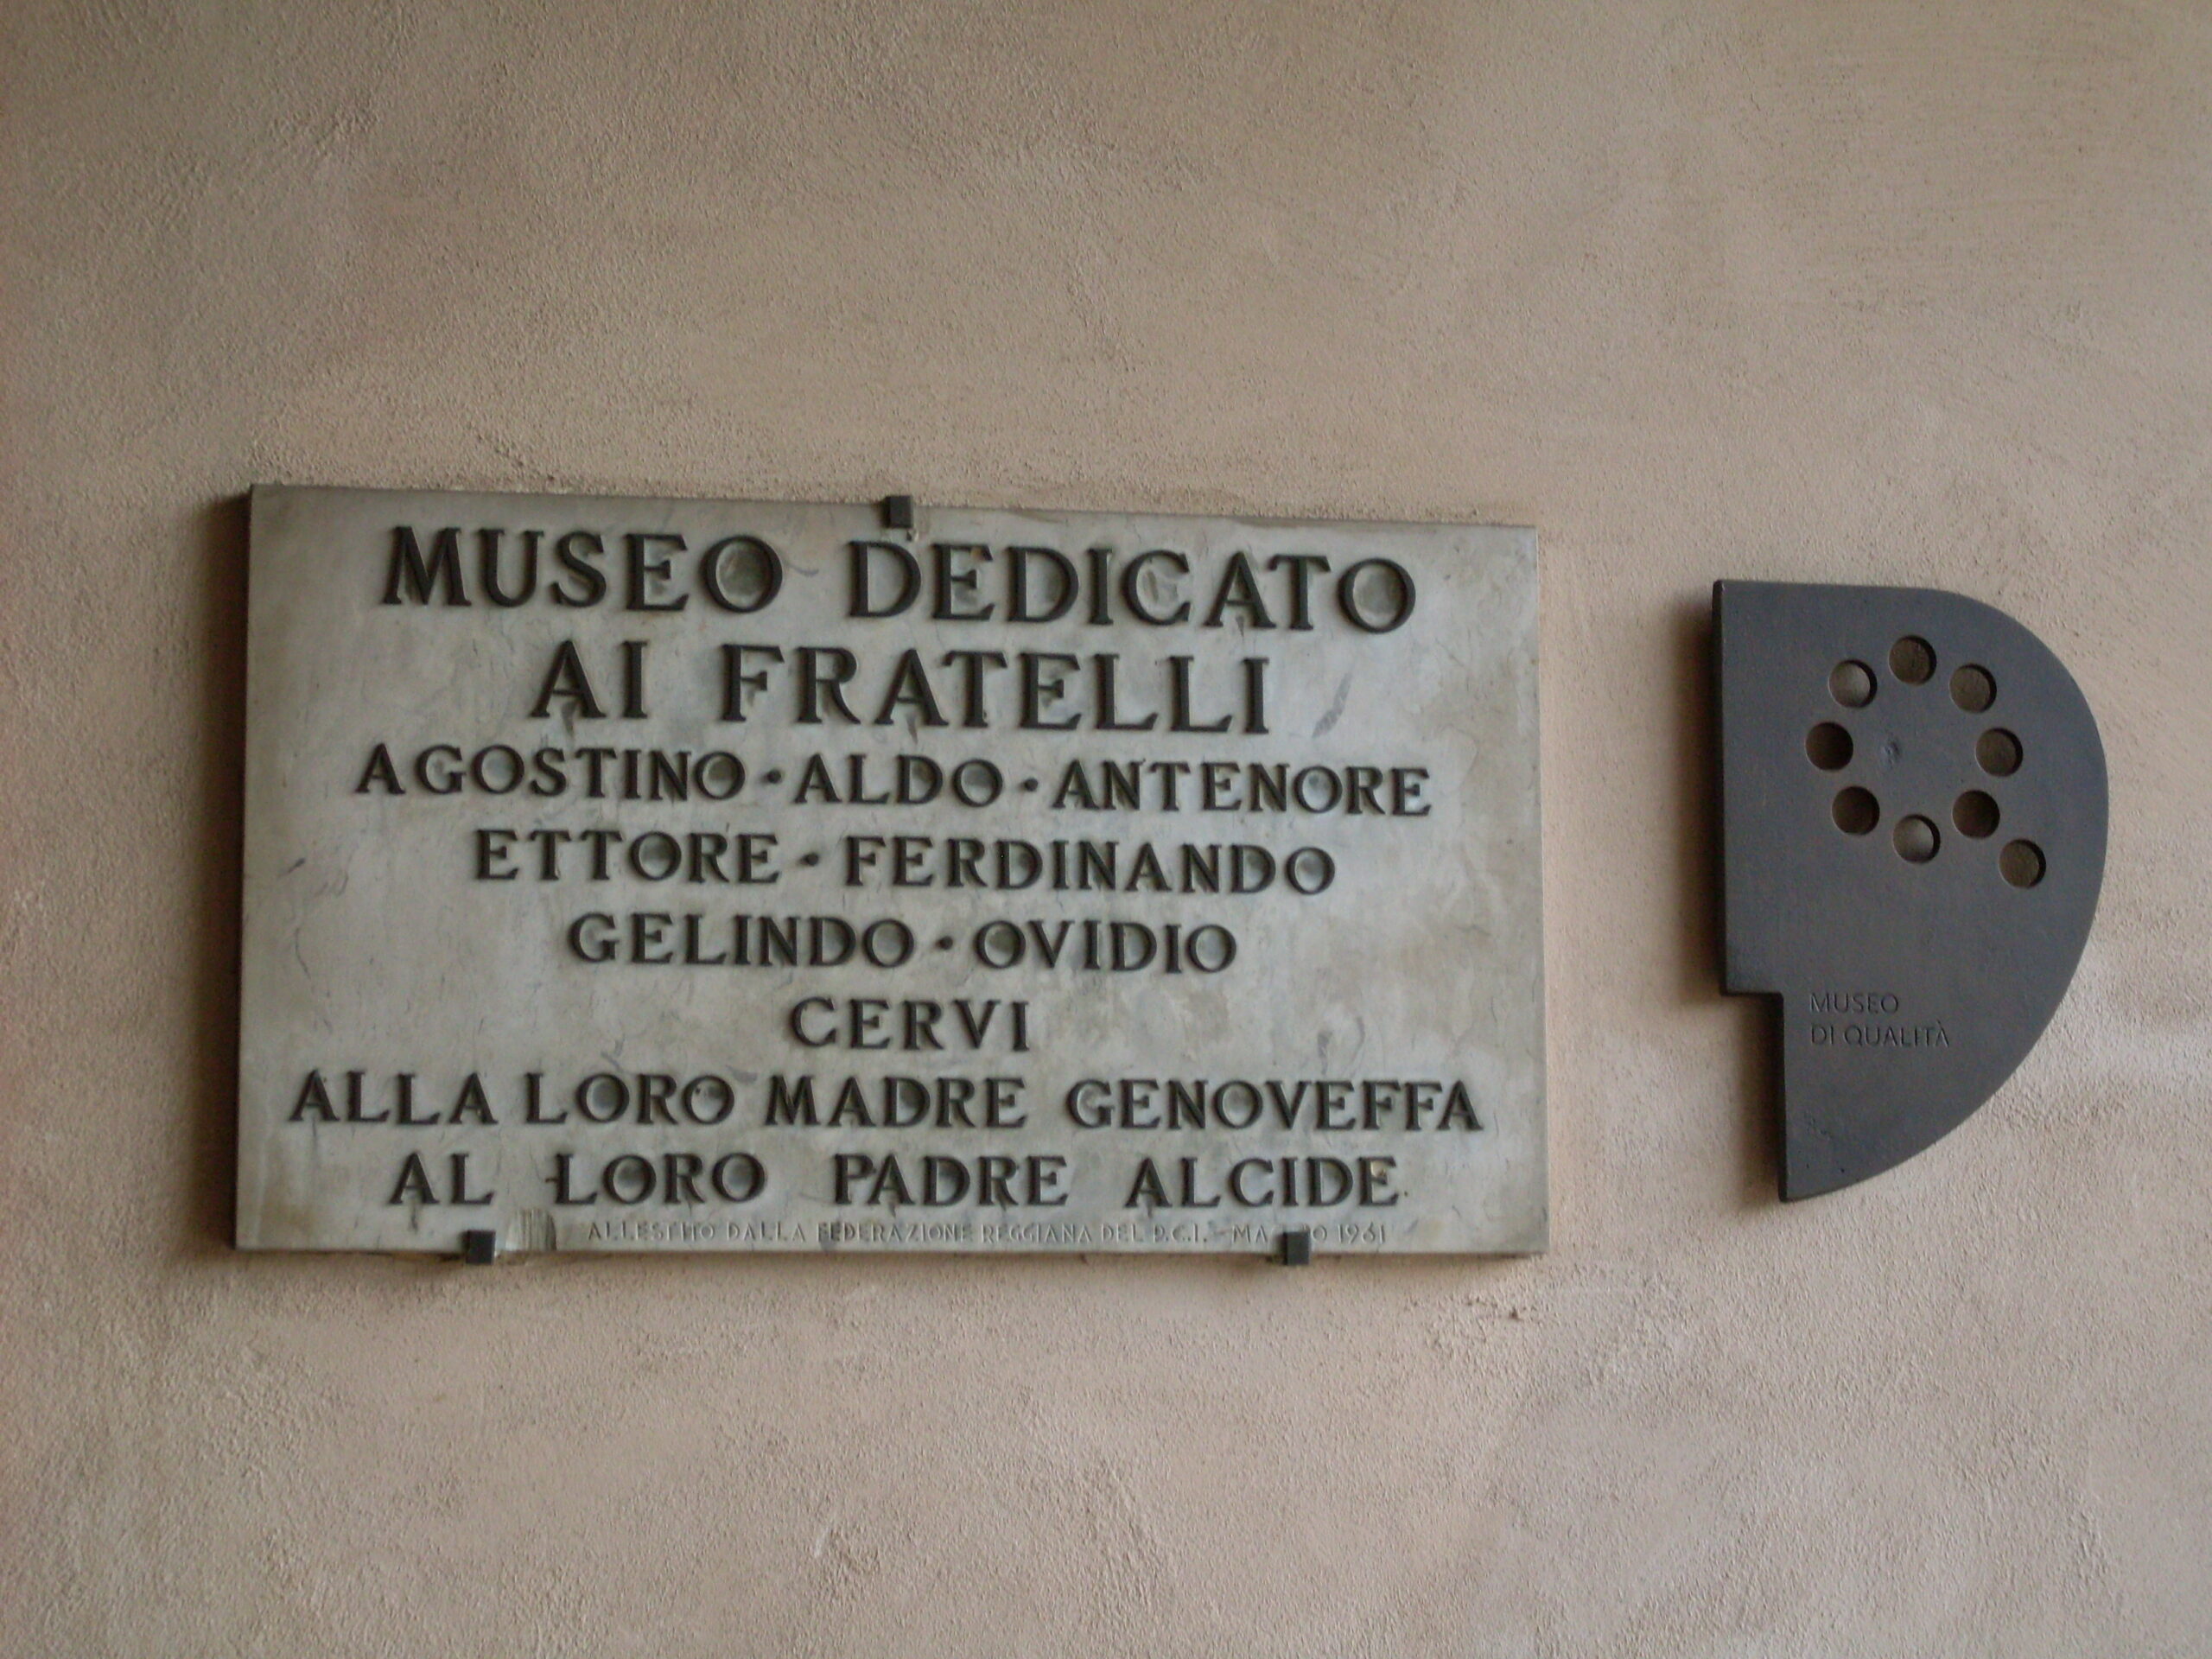 MUSEO DEDICATO
AI FRATELLI
AGOSTINO · ALDO · ANTENORE
ETTORE · FERDINANDO
GELINDO · OVIDIO
CERVI
ALLA LORO MADRE GENOVEFFA
AL LORO PADRE ALCIDE
DALLA FEDERAZIONE REGGIANA DEL P.C.I. - 1961
MUSEO
DI QUALITÀ